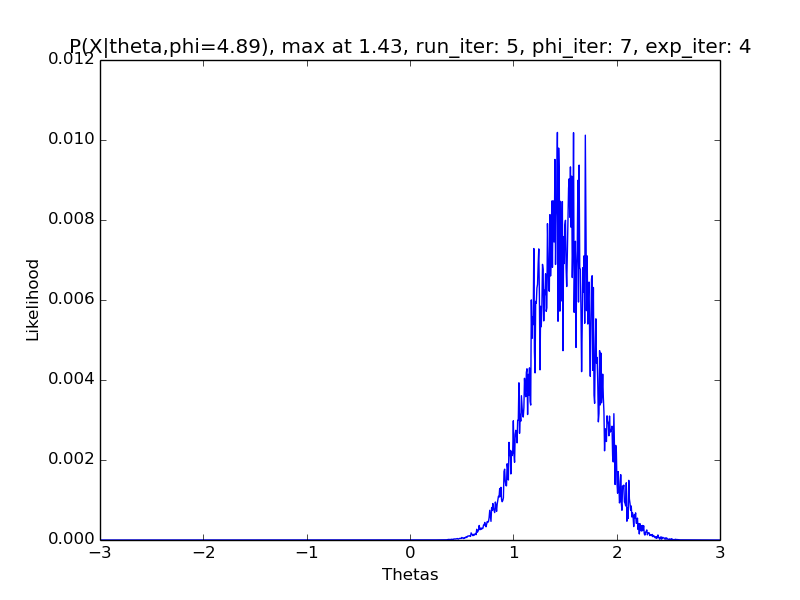 P(X|theta,phi=4.89), max at 1.43, run_iter: 5, phi_iter: 7, exp_iter: 4
0.012
0.010
0.008
0.006
0.004
0.002
0.000
Likelihood
−3 −2 −1 0 1 2 3
Thetas